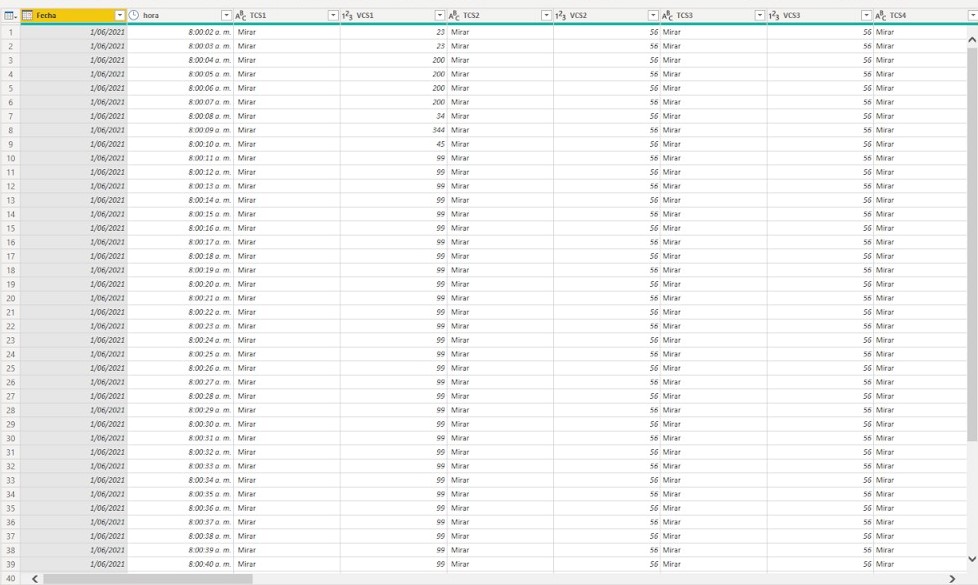 Fecha hora ABC TCS1 123 VCS1 ABC TCS2 123 VCS2 ABC TCS3 123 VCS3 ABC TCS4
1 1/06/2021 8:00:02 a. m. Mirar 23 Mirar 56 Mirar 56 Mirar
2 1/06/2021 8:00:03 a. m. Mirar 23 Mirar 56 Mirar 56 Mirar
3 1/06/2021 8:00:04 a. m. Mirar 200 Mirar 56 Mirar 56 Mirar
4 1/06/2021 8:00:05 a. m. Mirar 200 Mirar 56 Mirar 56 Mirar
5 1/06/2021 8:00:06 a. m. Mirar 200 Mirar 56 Mirar 56 Mirar
6 1/06/2021 8:00:07 a. m. Mirar 200 Mirar 56 Mirar 56 Mirar
7 1/06/2021 8:00:08 a. m. Mirar 34 Mirar 56 Mirar 56 Mirar
8 1/06/2021 8:00:09 a. m. Mirar 344 Mirar 56 Mirar 56 Mirar
9 1/06/2021 8:00:10 a. m. Mirar 45 Mirar 56 Mirar 56 Mirar
10 1/06/2021 8:00:11 a. m. Mirar 99 Mirar 56 Mirar 56 Mirar
11 1/06/2021 8:00:12 a. m. Mirar 99 Mirar 56 Mirar 56 Mirar
12 1/06/2021 8:00:13 a. m. Mirar 99 Mirar 56 Mirar 56 Mirar
13 1/06/2021 8:00:14 a. m. Mirar 99 Mirar 56 Mirar 56 Mirar
14 1/06/2021 8:00:15 a. m. Mirar 99 Mirar 56 Mirar 56 Mirar
15 1/06/2021 8:00:16 a. m. Mirar 99 Mirar 56 Mirar 56 Mirar
16 1/06/2021 8:00:17 a. m. Mirar 99 Mirar 56 Mirar 56 Mirar
17 1/06/2021 8:00:18 a. m. Mirar 99 Mirar 56 Mirar 56 Mirar
18 1/06/2021 8:00:19 a. m. Mirar 99 Mirar 56 Mirar 56 Mirar
19 1/06/2021 8:00:20 a. m. Mirar 99 Mirar 56 Mirar 56 Mirar
20 1/06/2021 8:00:21 a. m. Mirar 99 Mirar 56 Mirar 56 Mirar
21 1/06/2021 8:00:22 a. m. Mirar 99 Mirar 56 Mirar 56 Mirar
22 1/06/2021 8:00:23 a. m. Mirar 99 Mirar 56 Mirar 56 Mirar
23 1/06/2021 8:00:24 a. m. Mirar 99 Mirar 56 Mirar 56 Mirar
24 1/06/2021 8:00:25 a. m. Mirar 99 Mirar 56 Mirar 56 Mirar
25 1/06/2021 8:00:26 a. m. Mirar 99 Mirar 56 Mirar 56 Mirar
26 1/06/2021 8:00:27 a. m. Mirar 99 Mirar 56 Mirar 56 Mirar
27 1/06/2021 8:00:28 a. m. Mirar 99 Mirar 56 Mirar 56 Mirar
28 1/06/2021 8:00:29 a. m. Mirar 99 Mirar 56 Mirar 56 Mirar
29 1/06/2021 8:00:30 a. m. Mirar 99 Mirar 56 Mirar 56 Mirar
30 1/06/2021 8:00:31 a. m. Mirar 99 Mirar 56 Mirar 56 Mirar
31 1/06/2021 8:00:32 a. m. Mirar 99 Mirar 56 Mirar 56 Mirar
32 1/06/2021 8:00:33 a. m. Mirar 99 Mirar 56 Mirar 56 Mirar
33 1/06/2021 8:00:34 a. m. Mirar 99 Mirar 56 Mirar 56 Mirar
34 1/06/2021 8:00:35 a. m. Mirar 99 Mirar 56 Mirar 56 Mirar
35 1/06/2021 8:00:36 a. m. Mirar 99 Mirar 56 Mirar 56 Mirar
36 1/06/2021 8:00:37 a. m. Mirar 99 Mirar 56 Mirar 56 Mirar
37 1/06/2021 8:00:38 a. m. Mirar 99 Mirar 56 Mirar 56 Mirar
38 1/06/2021 8:00:39 a. m. Mirar 99 Mirar 56 Mirar 56 Mirar
39 1/06/2021 8:00:40 a. m. Mirar 99 Mirar 56 Mirar 56 Mirar
40